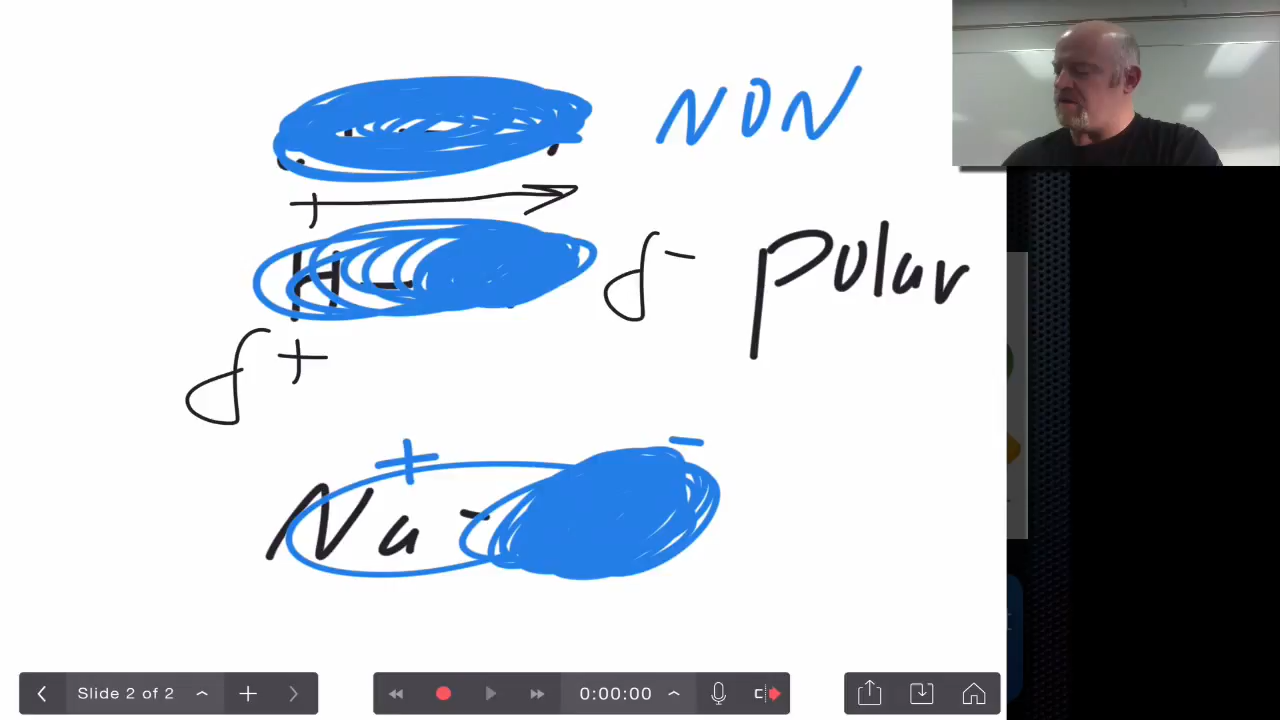 NON
H - δ- polar
δ+
+ -
Na -
Slide 2 of 2
0:00:00